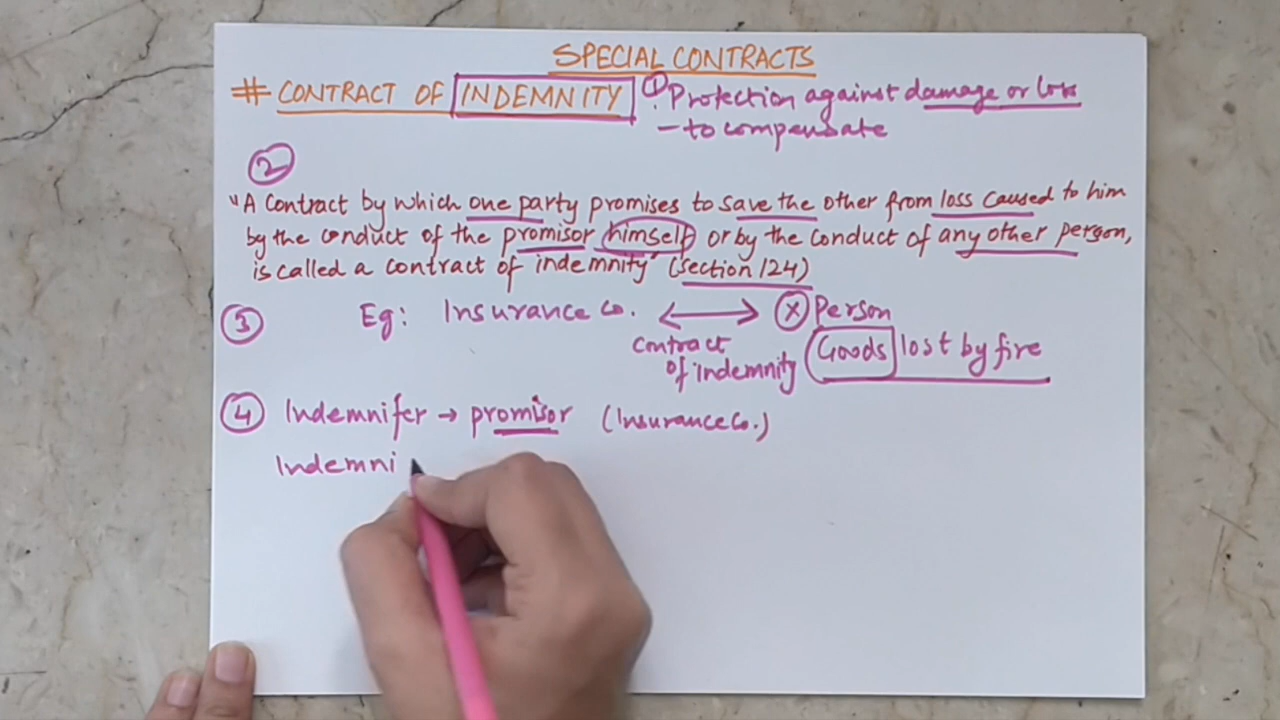 SPECIAL CONTRACTS
# CONTRACT OF INDEMNITY ① Protection against damage or loss
- to compensate
②
"A contract by which one party promises to save the other from loss caused to him
by the conduct of the promisor himself or by the conduct of any other person,
is called a contract of indemnity" (section 124)
③ Eg: Insurance Co. ⟷ Ⓧ Person
contract of indemnity
Goods lost by fire
④ Indemnifer → promisor (Insurance Co.)
Indemni